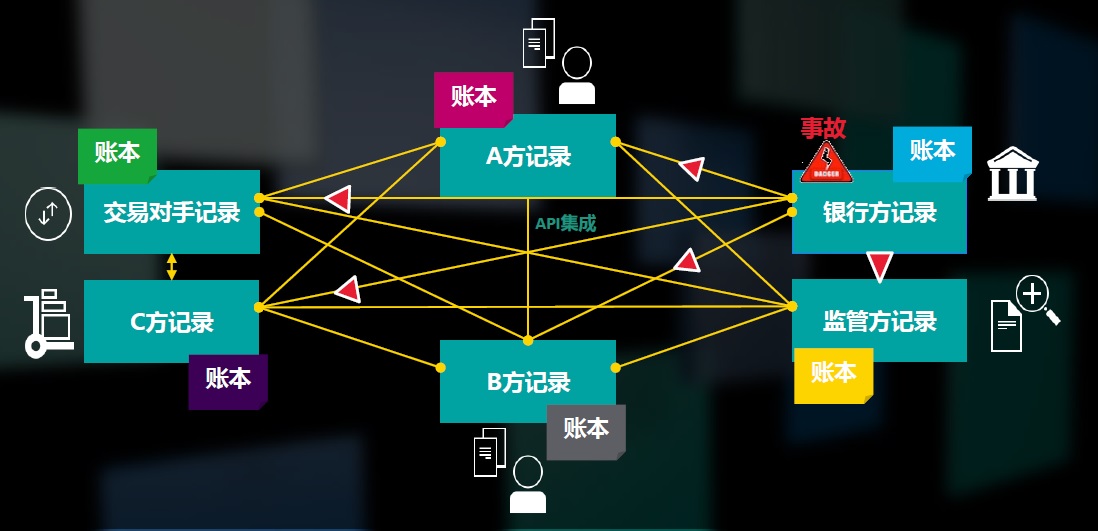 账本
A方记录
事故
账本
账本
交易对手记录
银行方记录
API集成
DANGER
C方记录
监管方记录
账本
B方记录
账本
账本